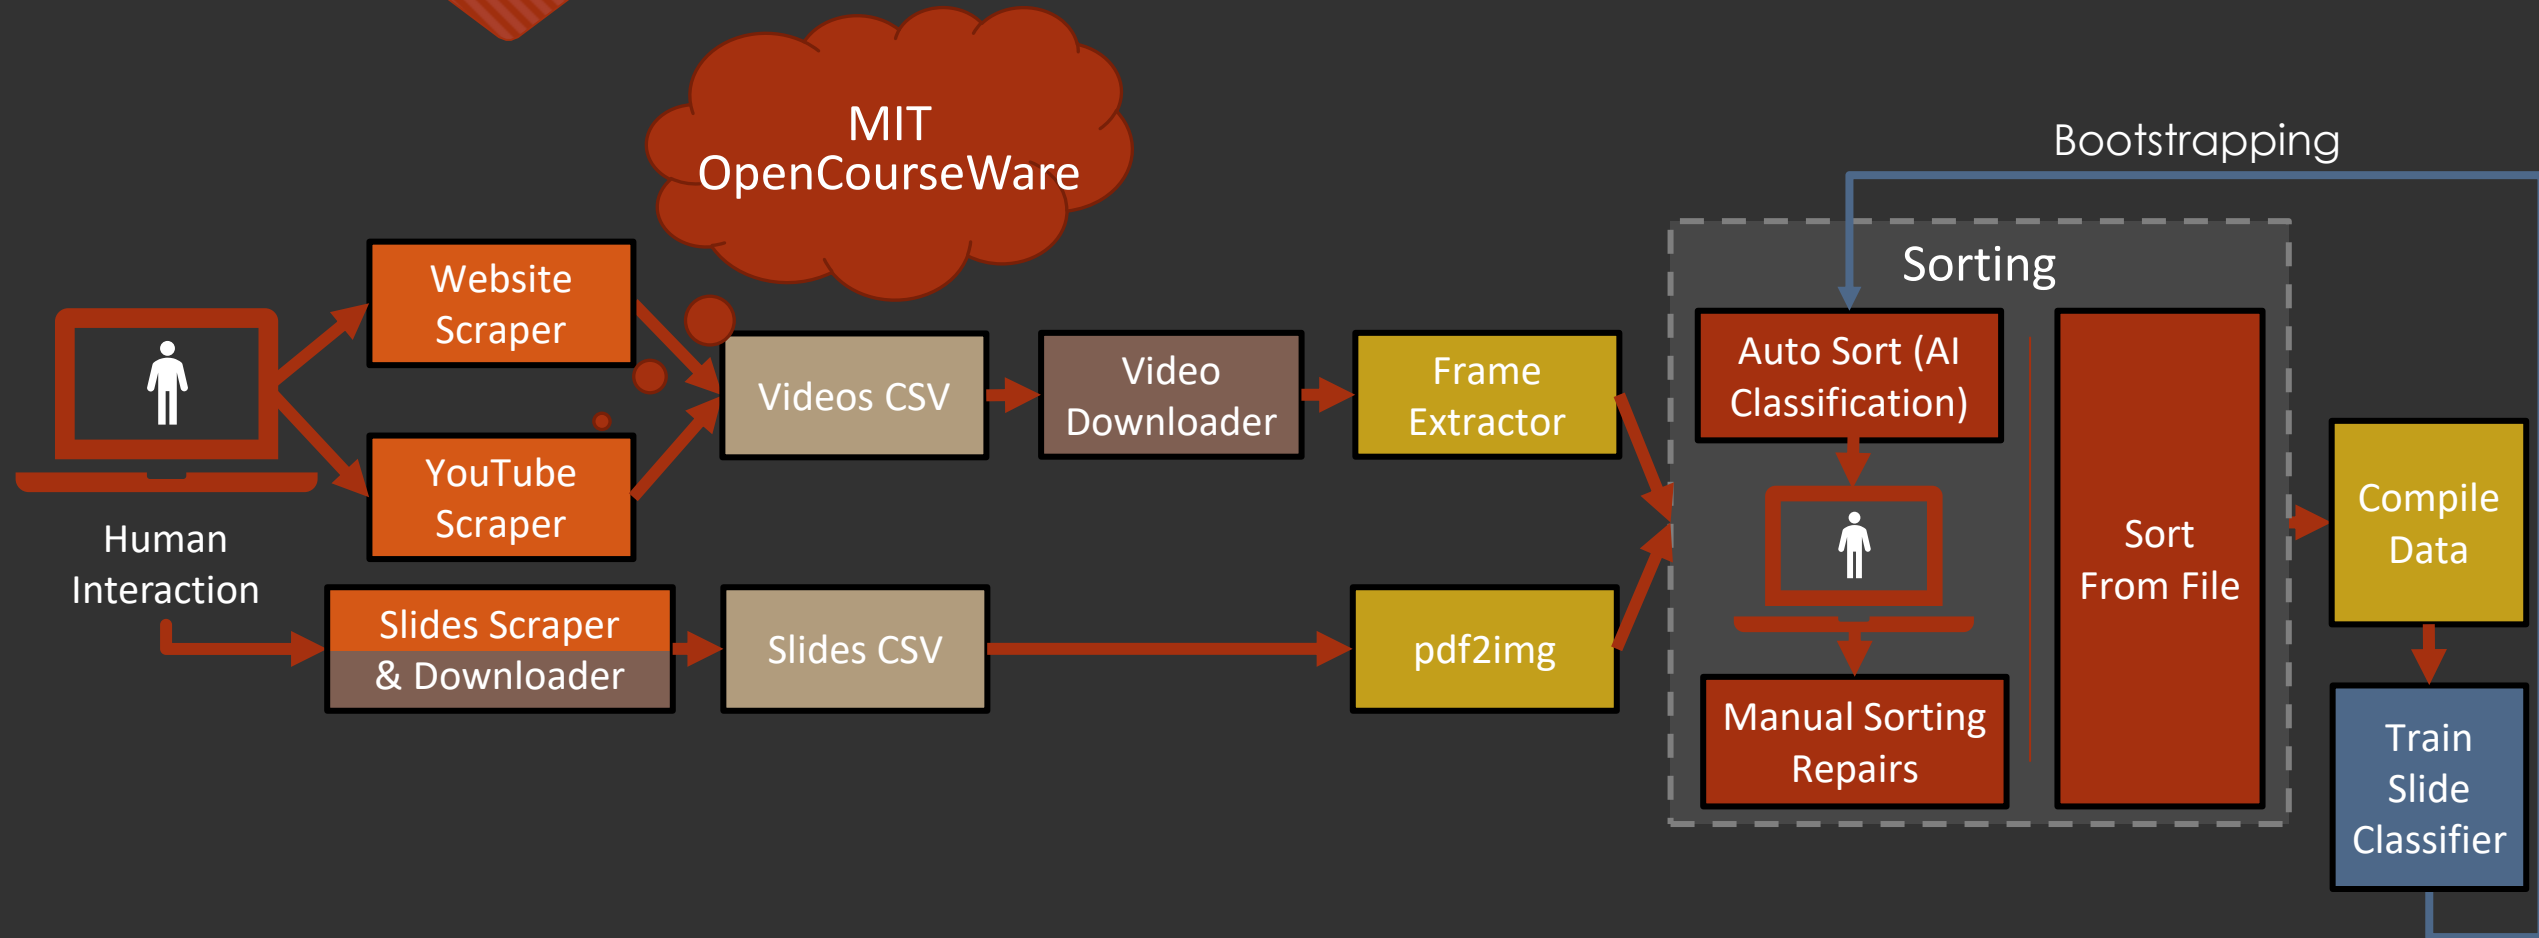 MIT
OpenCourseWare
Bootstrapping
Website
Scraper
YouTube
Scraper
Human
Interaction
Slides Scraper
& Downloader
Videos CSV
Slides CSV
Video
Downloader
Frame
Extractor
pdf2img
Sorting
Auto Sort (AI
Classification)
Manual Sorting
Repairs
Sort
From File
Compile
Data
Train
Slide
Classifier